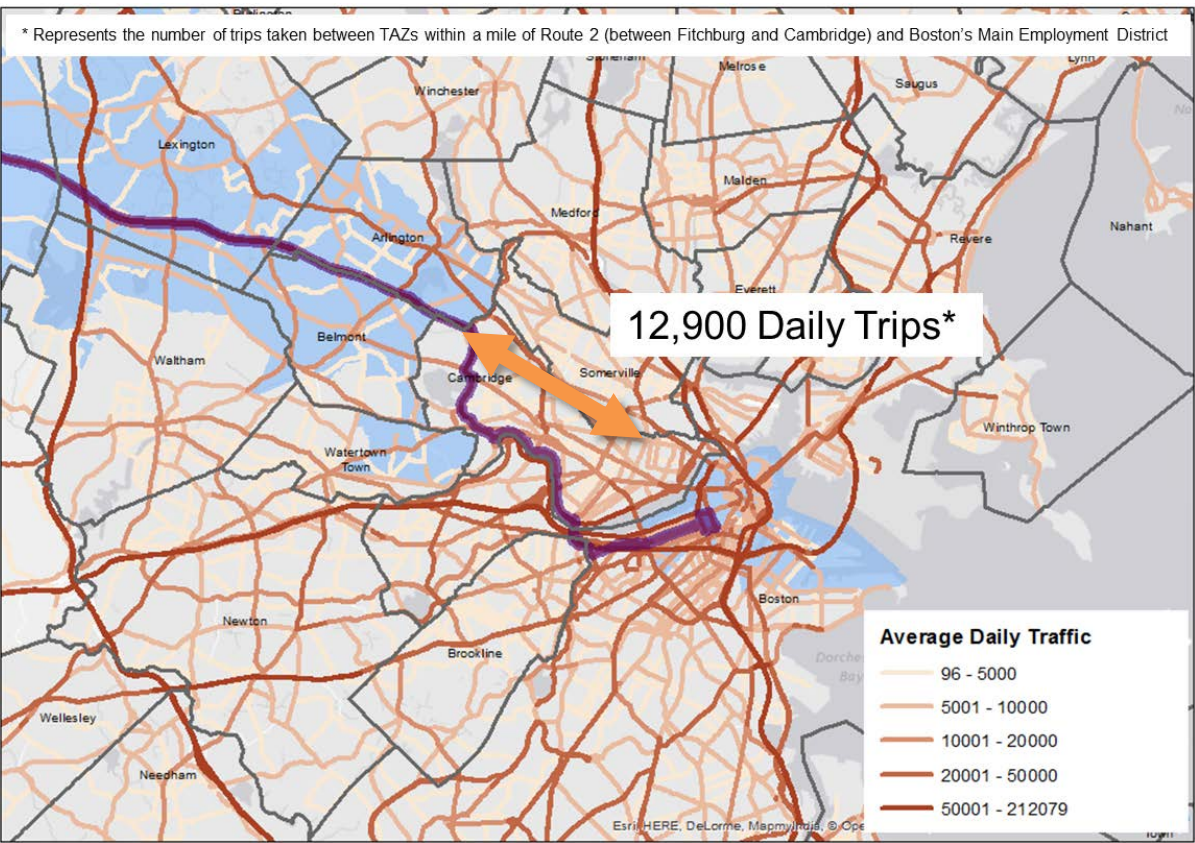 * Represents the number of trips taken between TAZs within a mile of Route 2 (between Fitchburg and Cambridge) and Boston's Main Employment District
Melrose
Saugus
Winchester
Lexington
Malden
Medford
Nahant
Arlington
Revere
Everett
12,900 Daily Trips*
Belmont
Waltham
Cambridge
Somerville
Winthrop Town
Watertown
Town
Boston
Newton
Brookline
Average Daily Traffic
96 - 5000
5001 - 10000
10001 - 20000
20001 - 50000
50001 - 212079
Wellesley
Needham
Esri, HERE, DeLorme, MapmyIndia, ©